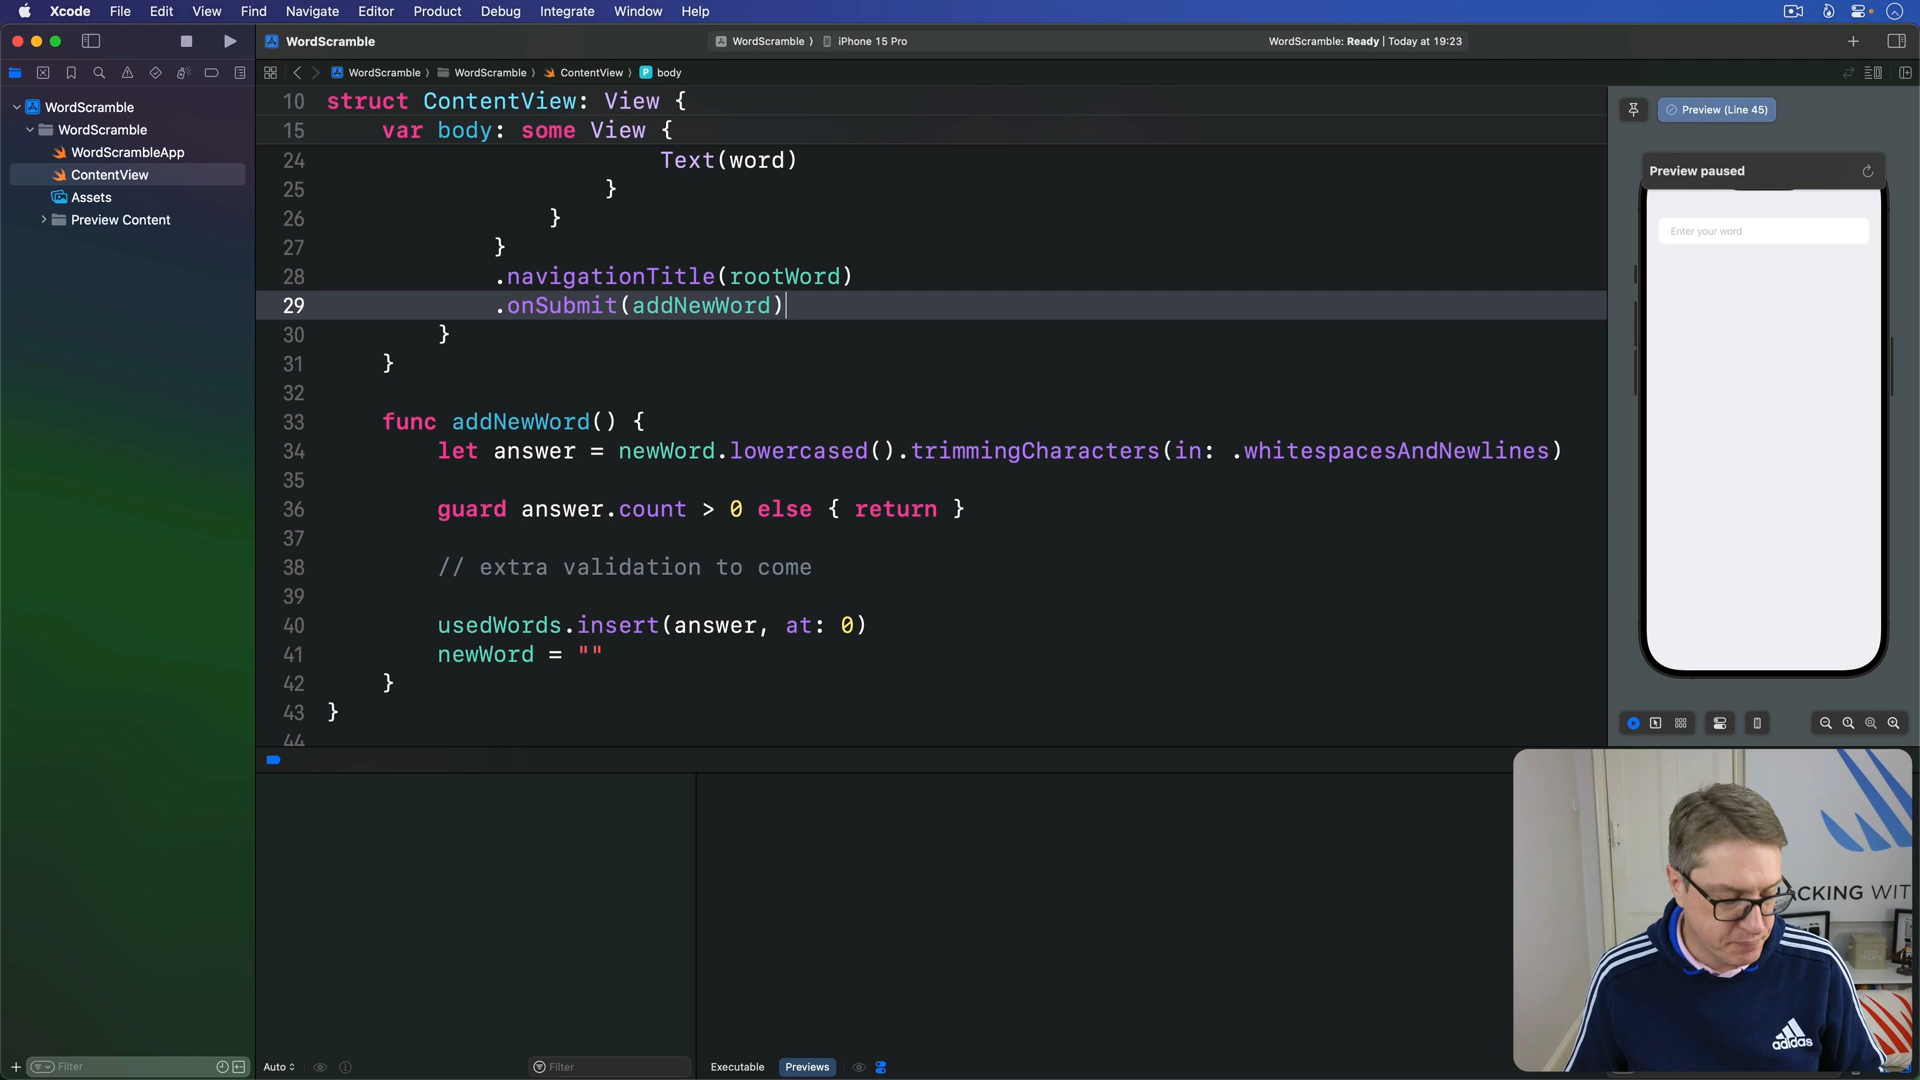 Xcode File Edit View Find Navigate Editor Product Debug Integrate Window Help
WordScramble
WordScramble 〉 iPhone 15 Pro
WordScramble: Ready | Today at 19:23
WordScramble 〉 WordScramble 〉 ContentView 〉 P body
WordScramble
WordScramble
WordScrambleApp
ContentView
Assets
Preview Content
10 struct ContentView: View {
15 var body: some View {
24 Text(word)
25 }
26 }
27 }
28 .navigationTitle(rootWord)
29 .onSubmit(addNewWord)
30 }
31 }
32
33 func addNewWord() {
34 let answer = newWord.lowercased().trimmingCharacters(in: .whitespacesAndNewlines)
35
36 guard answer.count > 0 else { return }
37
38 // extra validation to come
39
40 usedWords.insert(answer, at: 0)
41 newWord = ""
42 }
43 }
44
Preview (Line 45)
Preview paused
Enter your word
ACKING WIT
adidas
Filter
Auto
Filter
Executable Previews